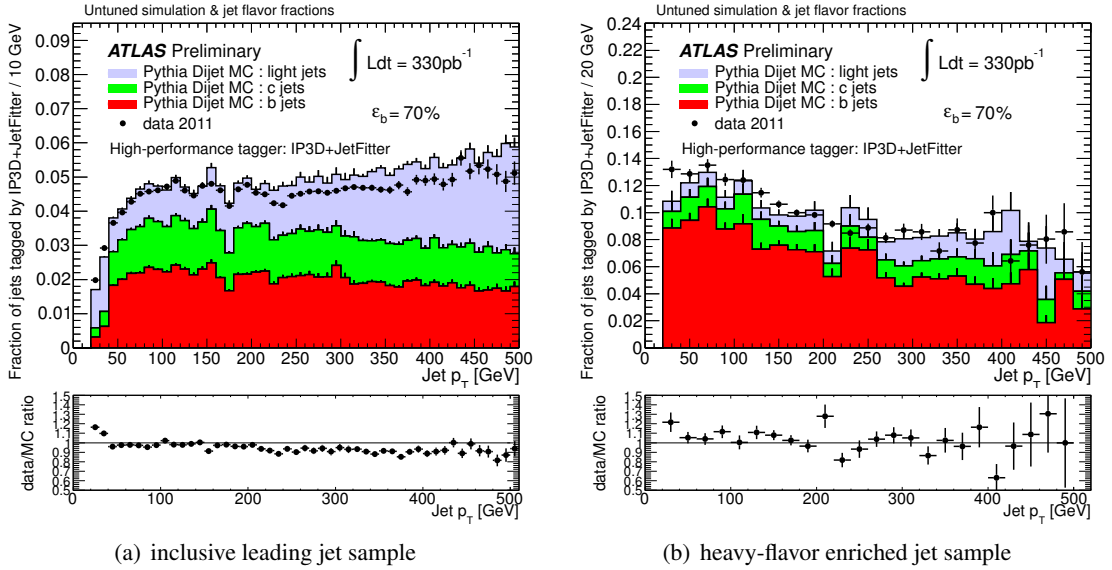 Untuned simulation & jet flavor fractions
Fraction of jets tagged by IP3D+JetFitter / 10 GeV
0.09
0.08
0.07
0.06
0.05
0.04
0.03
0.02
0.01
0
ATLAS Preliminary
∫ Ldt = 330pb⁻¹
Pythia Dijet MC : light jets
Pythia Dijet MC : c jets
Pythia Dijet MC : b jets
ε_b = 70%
data 2011
High-performance tagger: IP3D+JetFitter
50 100 150 200 250 300 350 400 450 500
Jet p_T [GeV]
data/MC ratio
1.5
1.4
1.3
1.2
1.1
1
0.9
0.8
0.7
0.6
0.5
0 100 200 300 400 500
Jet p_T [GeV]
(a) inclusive leading jet sample
Untuned simulation & jet flavor fractions
Fraction of jets tagged by IP3D+JetFitter / 20 GeV
0.24
0.22
0.2
0.18
0.16
0.14
0.12
0.1
0.08
0.06
0.04
0.02
0
ATLAS Preliminary
∫ Ldt = 330pb⁻¹
Pythia Dijet MC : light jets
Pythia Dijet MC : c jets
Pythia Dijet MC : b jets
ε_b = 70%
data 2011
High-performance tagger: IP3D+JetFitter
50 100 150 200 250 300 350 400 450 500
Jet p_T [GeV]
data/MC ratio
1.5
1.4
1.3
1.2
1.1
1
0.9
0.8
0.7
0.6
0.5
0 100 200 300 400 500
Jet p_T [GeV]
(b) heavy-flavor enriched jet sample